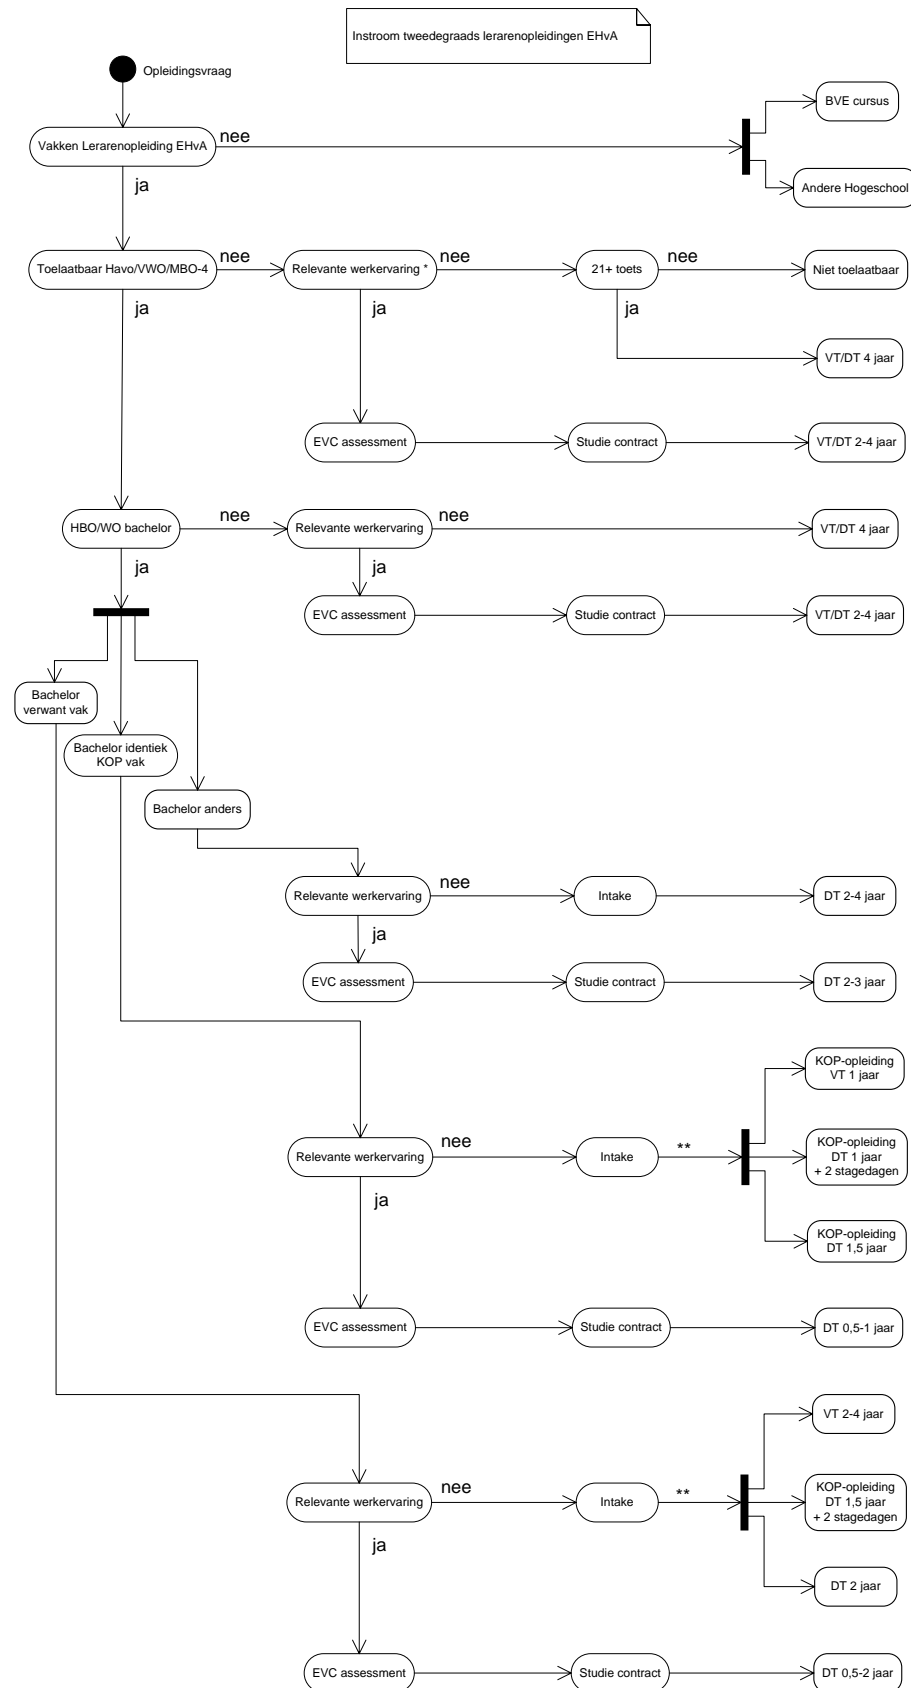 Instroom tweedegraads lerarenopleidingen EHvA
Opleidingsvraag
BVE cursus
Vakken Lerarenopleiding EHvA
nee
ja
Andere Hogeschool
Toelaatbaar Havo/VWO/MBO-4
nee
Relevante werkervaring *
nee
21+ toets
nee
Niet toelaatbaar
ja
ja
ja
VT/DT 4 jaar
EVC assessment
Studie contract
VT/DT 2-4 jaar
HBO/WO bachelor
nee
Relevante werkervaring
nee
VT/DT 4 jaar
ja
ja
EVC assessment
Studie contract
VT/DT 2-4 jaar
Bachelor
verwant vak
Bachelor identiek
KOP vak
Bachelor anders
Relevante werkervaring
nee
Intake
DT 2-4 jaar
ja
EVC assessment
Studie contract
DT 2-3 jaar
KOP-opleiding
VT 1 jaar
Relevante werkervaring
nee
Intake
**
KOP-opleiding
DT 1 jaar
+ 2 stagedagen
ja
KOP-opleiding
DT 1,5 jaar
EVC assessment
Studie contract
DT 0,5-1 jaar
VT 2-4 jaar
Relevante werkervaring
nee
Intake
**
KOP-opleiding
DT 1,5 jaar
+ 2 stagedagen
ja
DT 2 jaar
EVC assessment
Studie contract
DT 0,5-2 jaar